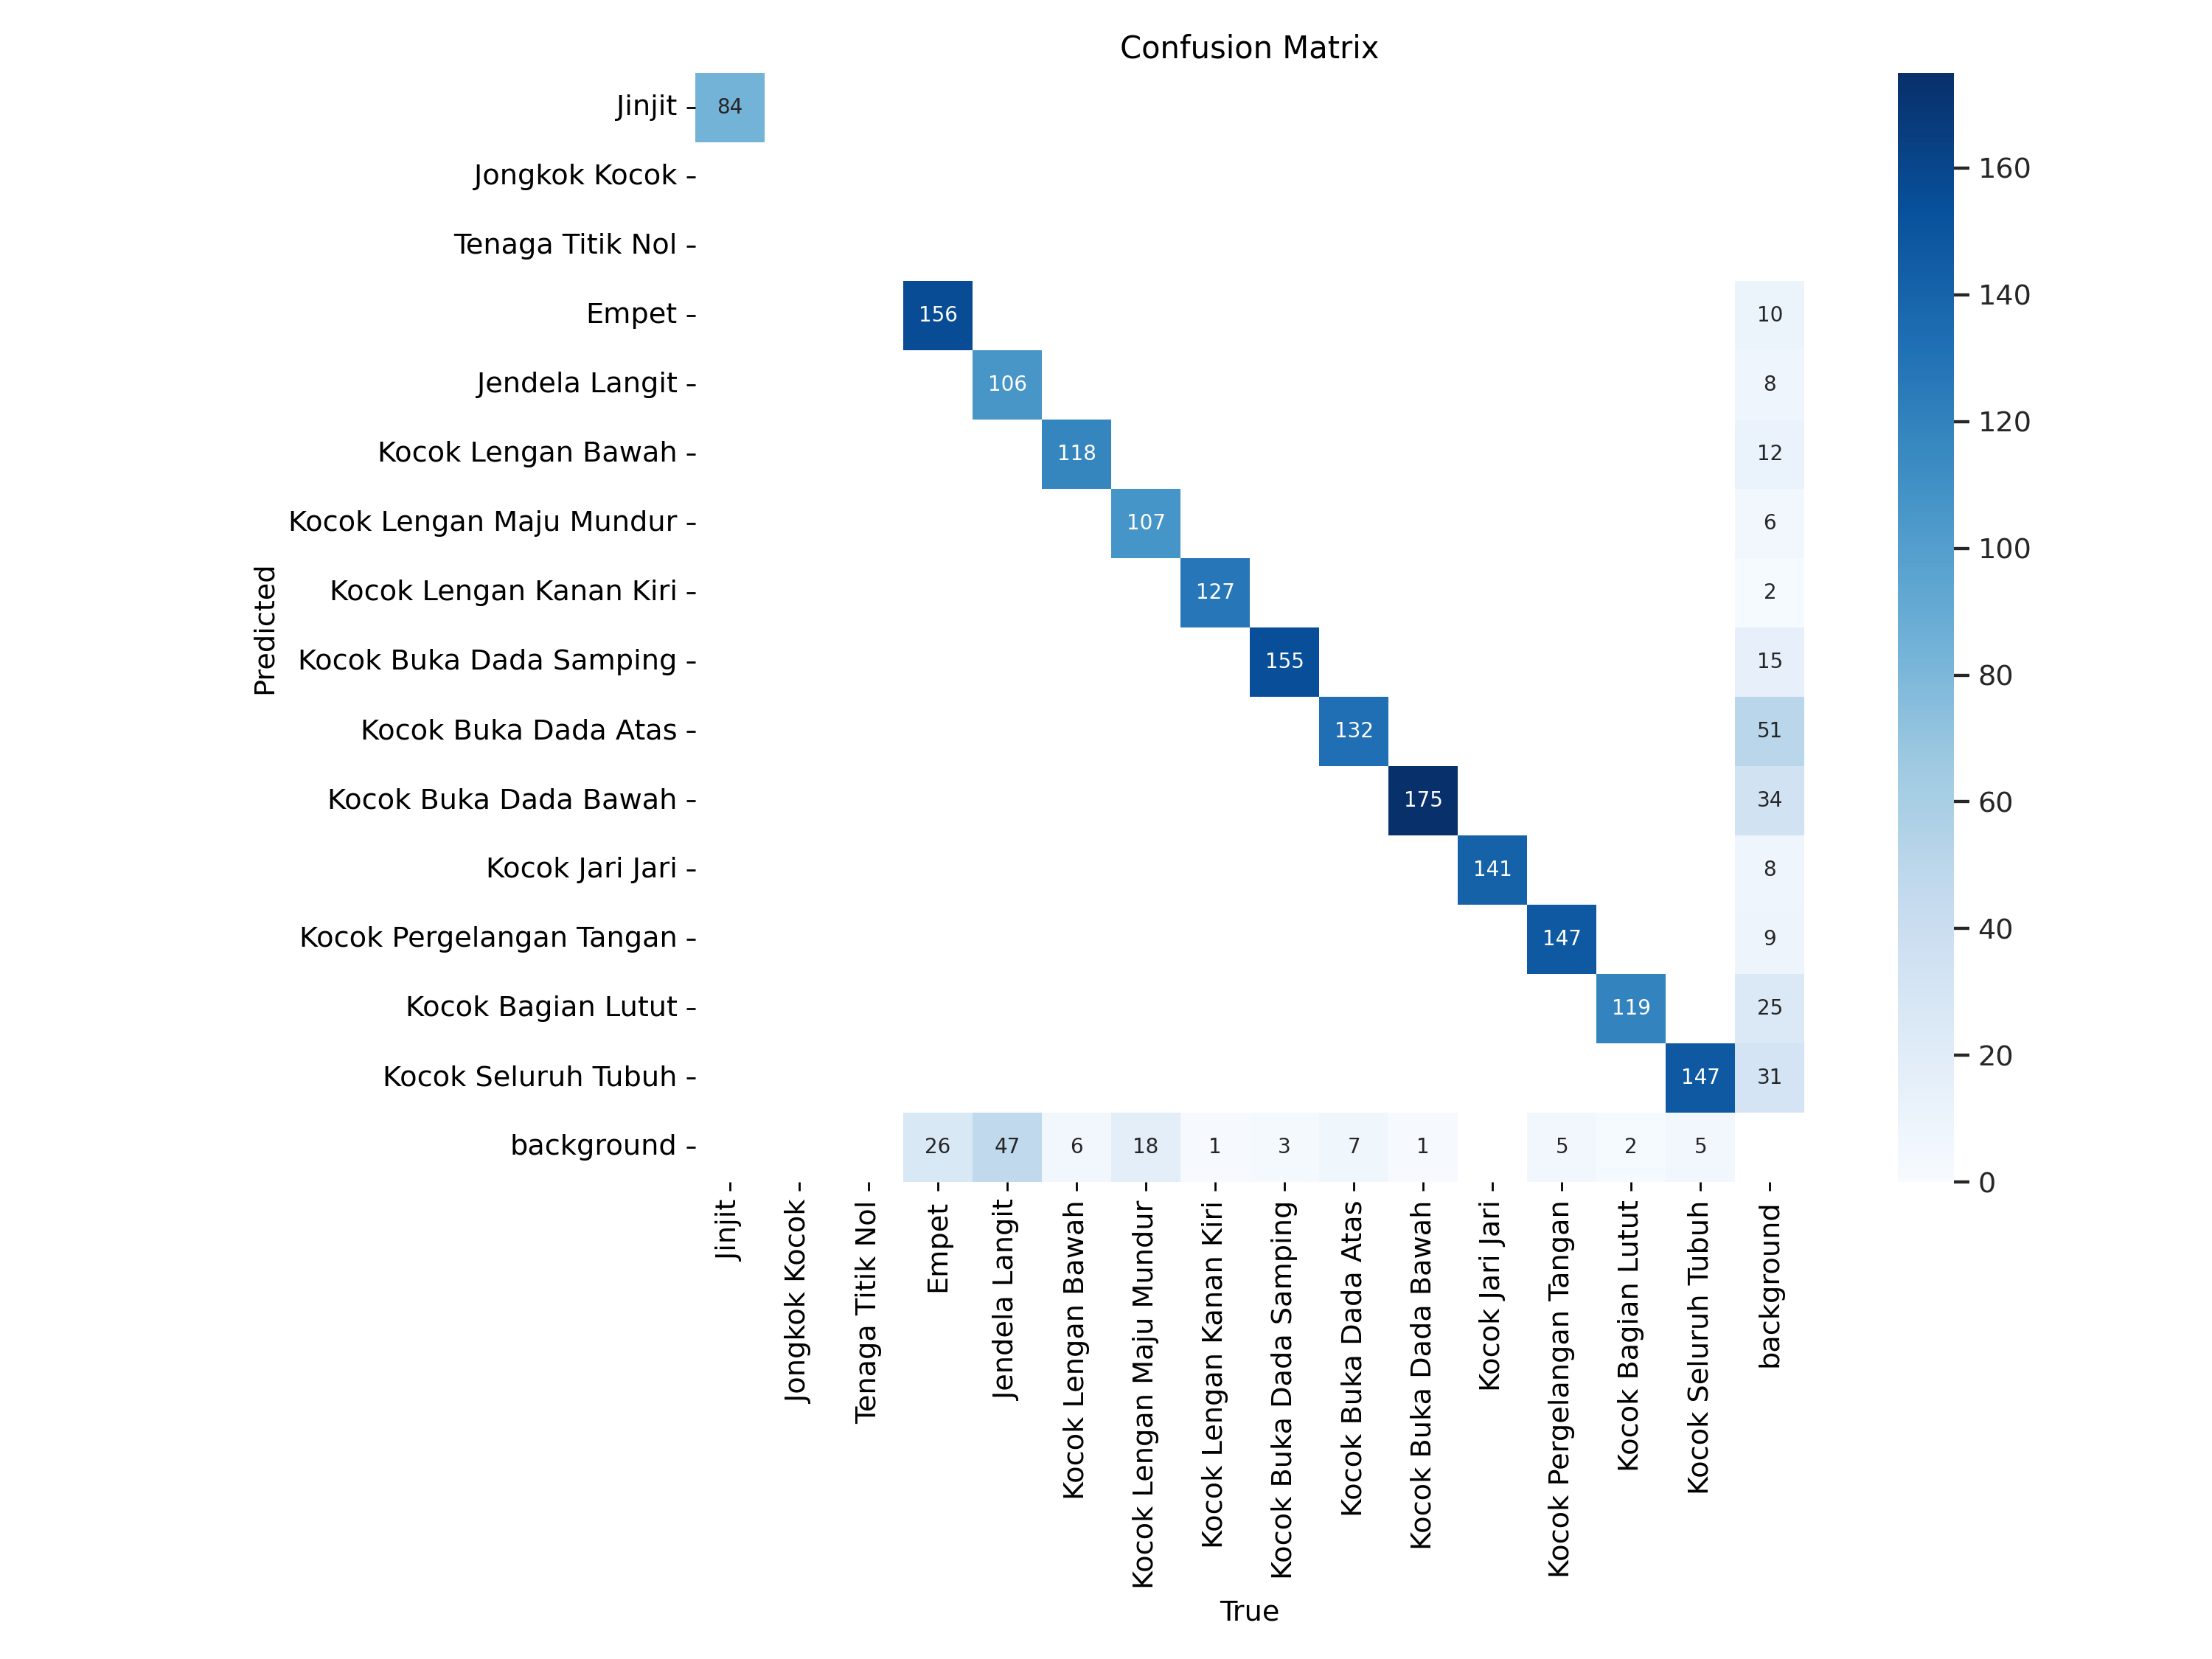 Confusion Matrix
Jinjit
84
Jongkok Kocok
Tenaga Titik Nol
Empet
156 10
Jendela Langit
106 8
Kocok Lengan Bawah
118 12
Kocok Lengan Maju Mundur
107 6
Kocok Lengan Kanan Kiri
127 2
Kocok Buka Dada Samping
155 15
Kocok Buka Dada Atas
132 51
Kocok Buka Dada Bawah
175 34
Kocok Jari Jari
141 8
Kocok Pergelangan Tangan
147 9
Kocok Bagian Lutut
119 25
Kocok Seluruh Tubuh
147 31
background
26 47 6 18 1 3 7 1 5 2 5
Predicted
Jinjit
Jongkok Kocok
Tenaga Titik Nol
Empet
Jendela Langit
Kocok Lengan Bawah
Kocok Lengan Maju Mundur
Kocok Lengan Kanan Kiri
Kocok Buka Dada Samping
Kocok Buka Dada Atas
Kocok Buka Dada Bawah
Kocok Jari Jari
Kocok Pergelangan Tangan
Kocok Bagian Lutut
Kocok Seluruh Tubuh
background
True
160
140
120
100
80
60
40
20
0